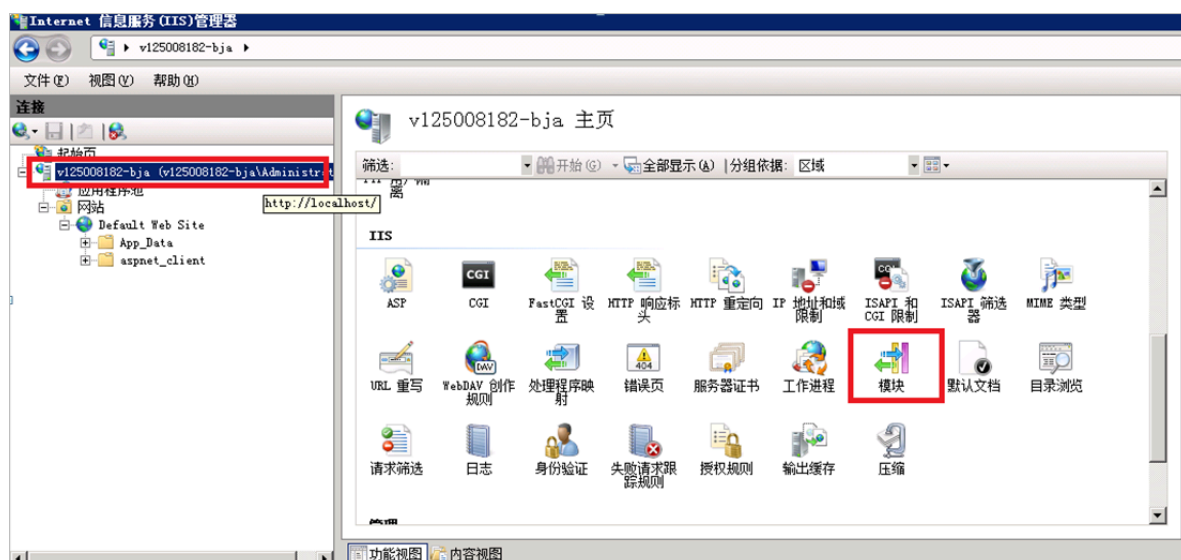 Internet 信息服务(IIS)管理器
v125008182-bja
文件(F) 视图(V) 帮助(H)
连接
起始页
v125008182-bja (v125008182-bja\Administrat
应用程序池
http://localhost/
网站
Default Web Site
App_Data
aspnet_client
v125008182-bja 主页
筛选: 开始(G) 全部显示(A) 分组依据: 区域
离
IIS
ASP
CGI
FastCGI 设置
HTTP 响应标头
HTTP 重定向
IP 地址和域限制
ISAPI 和 CGI 限制
ISAPI 筛选器
MIME 类型
URL 重写
WebDAV 创作规则
处理程序映射
错误页
服务器证书
工作进程
模块
默认文档
目录浏览
请求筛选
日志
身份验证
失败请求跟踪规则
授权规则
输出缓存
压缩
管理
功能视图 内容视图